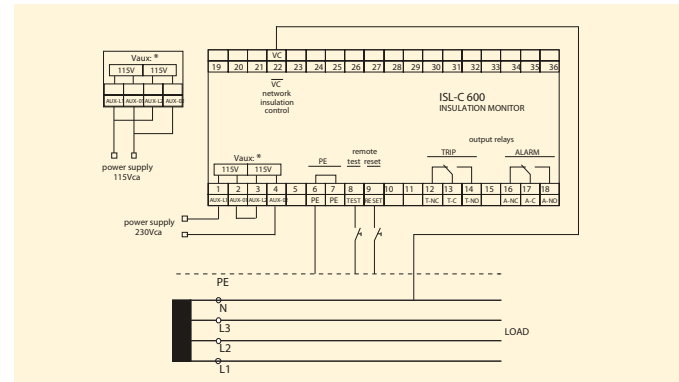 Vaux: *
115V 115V
AUX-L1 AUX-01 AUX-L2 AUX-02
power supply
115Vca
VC
19 20 21 22 23 24 25 26 27 28 29 30 31 32 33 34 35 36
VC
network
insulation
control
ISL-C 600
INSULATION MONITOR
output relays
TRIP ALARM
remote
test reset
PE
Vaux: *
115V 115V
1 2 3 4 5 6 7 8 9 10 11 12 13 14 15 16 17 18
AUX-L1 AUX-01 AUX-L2 AUX-02 PE PE TEST RESET T-NC T-C T-NO A-NC A-C A-NO
power supply
230Vca
PE
N
L3
L2
L1
LOAD